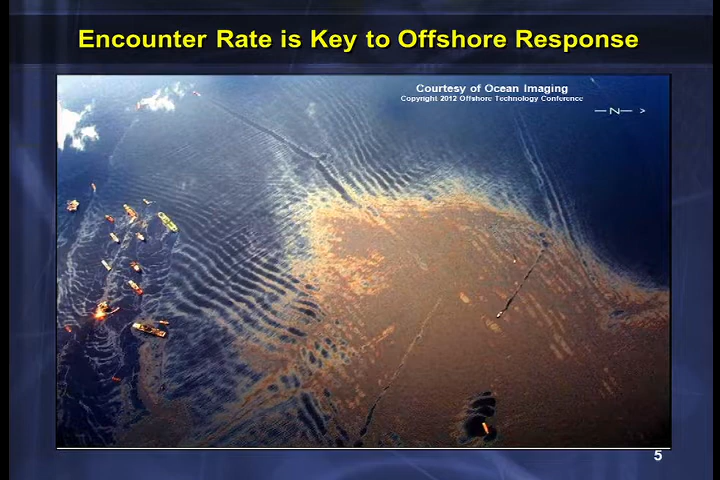 Encounter Rate is Key to Offshore Response
Courtesy of Ocean Imaging
Copyright 2012 Offshore Technology Conference
—N— >
5